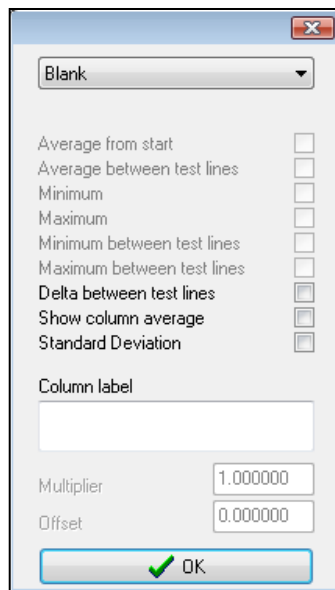 Blank
Average from start
Average between test lines
Minimum
Maximum
Minimum between test lines
Maximum between test lines
Delta between test lines
Show column average
Standard Deviation
Column label
Multiplier 1.000000
Offset 0.000000
OK